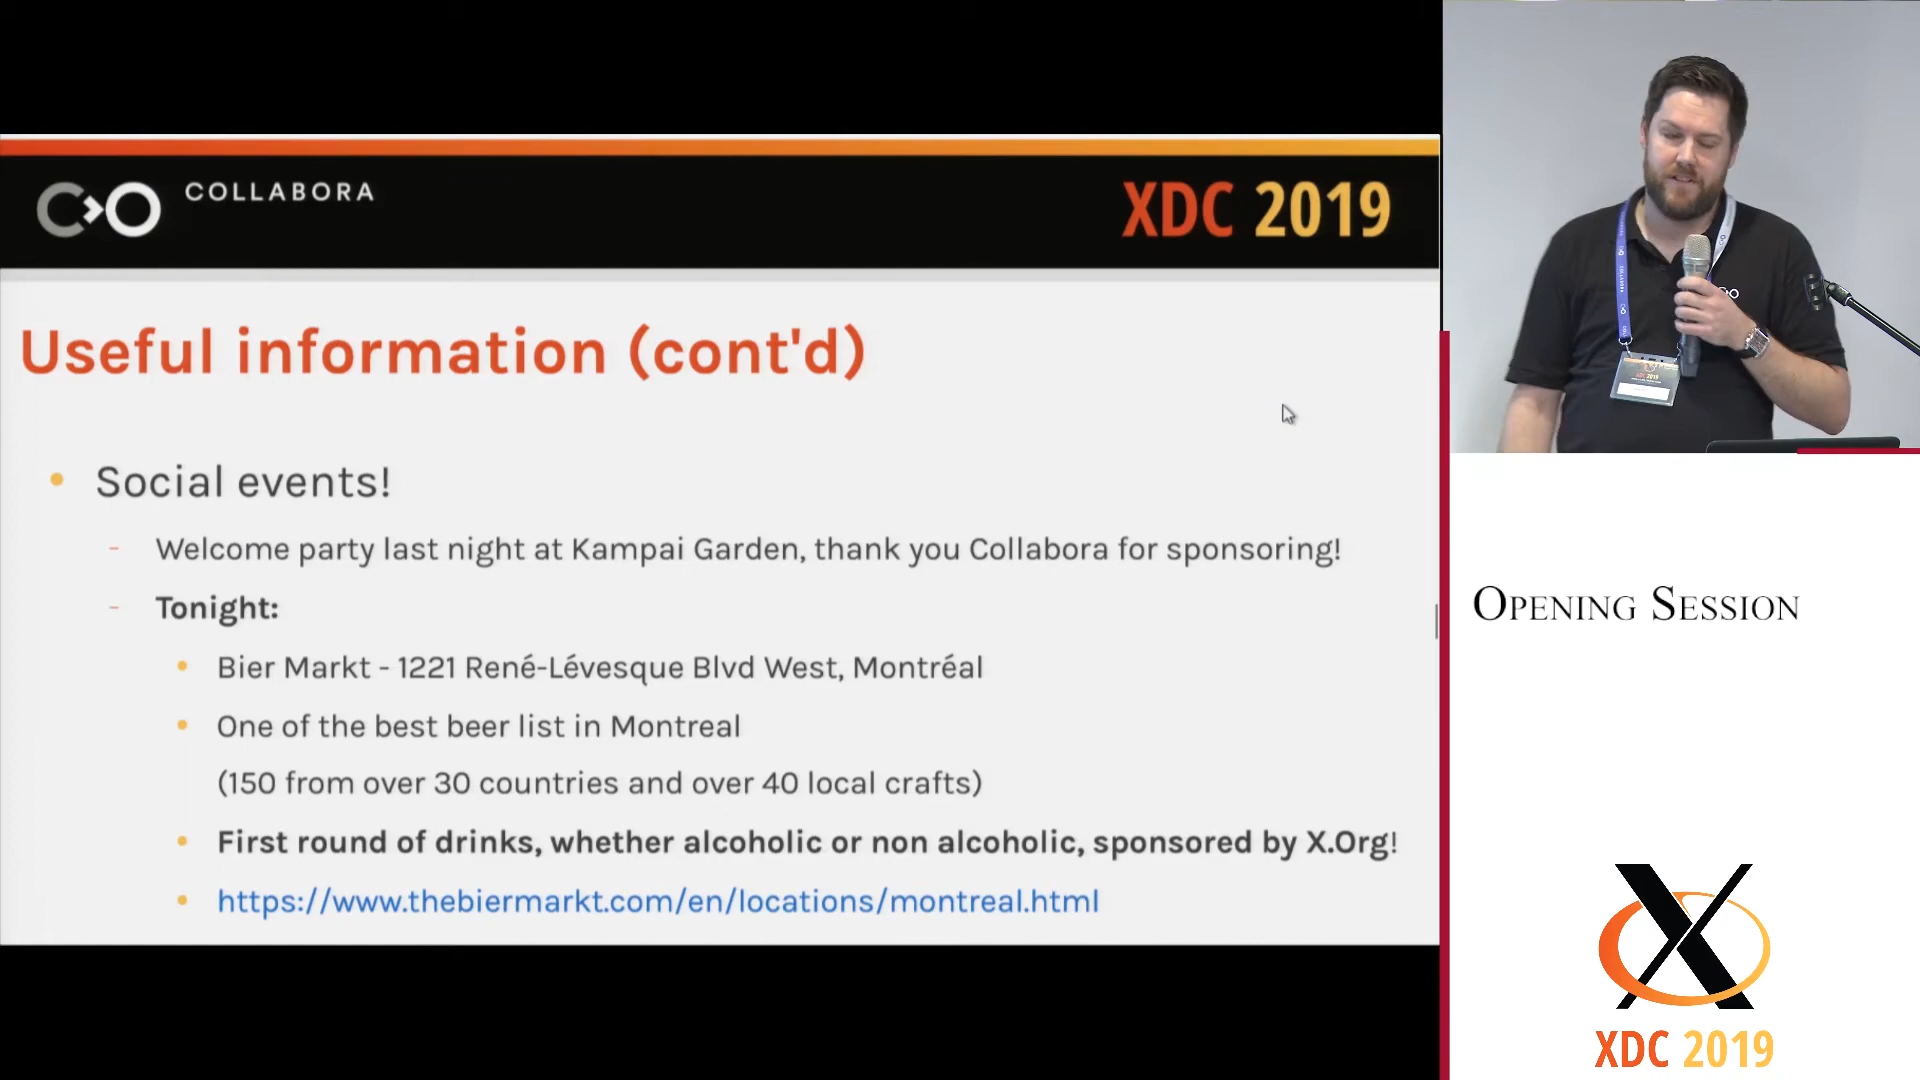 COLLABORA
XDC 2019
Useful information (cont'd)
• Social events!
- Welcome party last night at Kampai Garden, thank you Collabora for sponsoring!
- Tonight:
• Bier Markt - 1221 René-Lévesque Blvd West, Montréal
• One of the best beer list in Montreal
(150 from over 30 countries and over 40 local crafts)
• First round of drinks, whether alcoholic or non alcoholic, sponsored by X.Org!
• https://www.thebiermarkt.com/en/locations/montreal.html
XDC 2019
Opening Session
XDC 2019